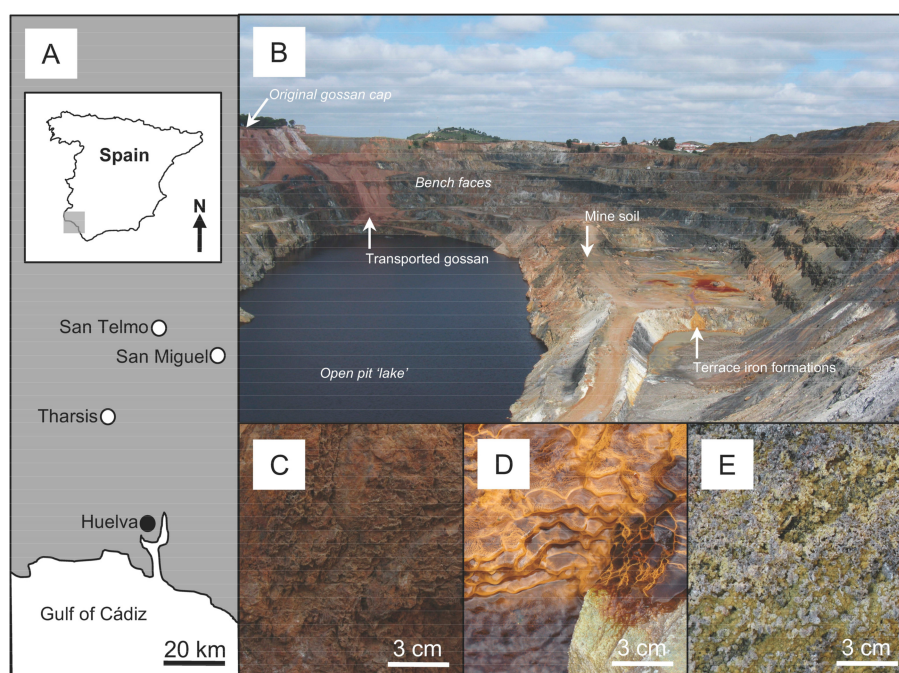 A
Spain
N
San Telmo
San Miguel
Tharsis
Huelva
Gulf of Cádiz
20 km
B
Original gossan cap
Bench faces
Mine soil
Transported gossan
Open pit 'lake'
Terrace iron formations
C
3 cm
D
3 cm
E
3 cm